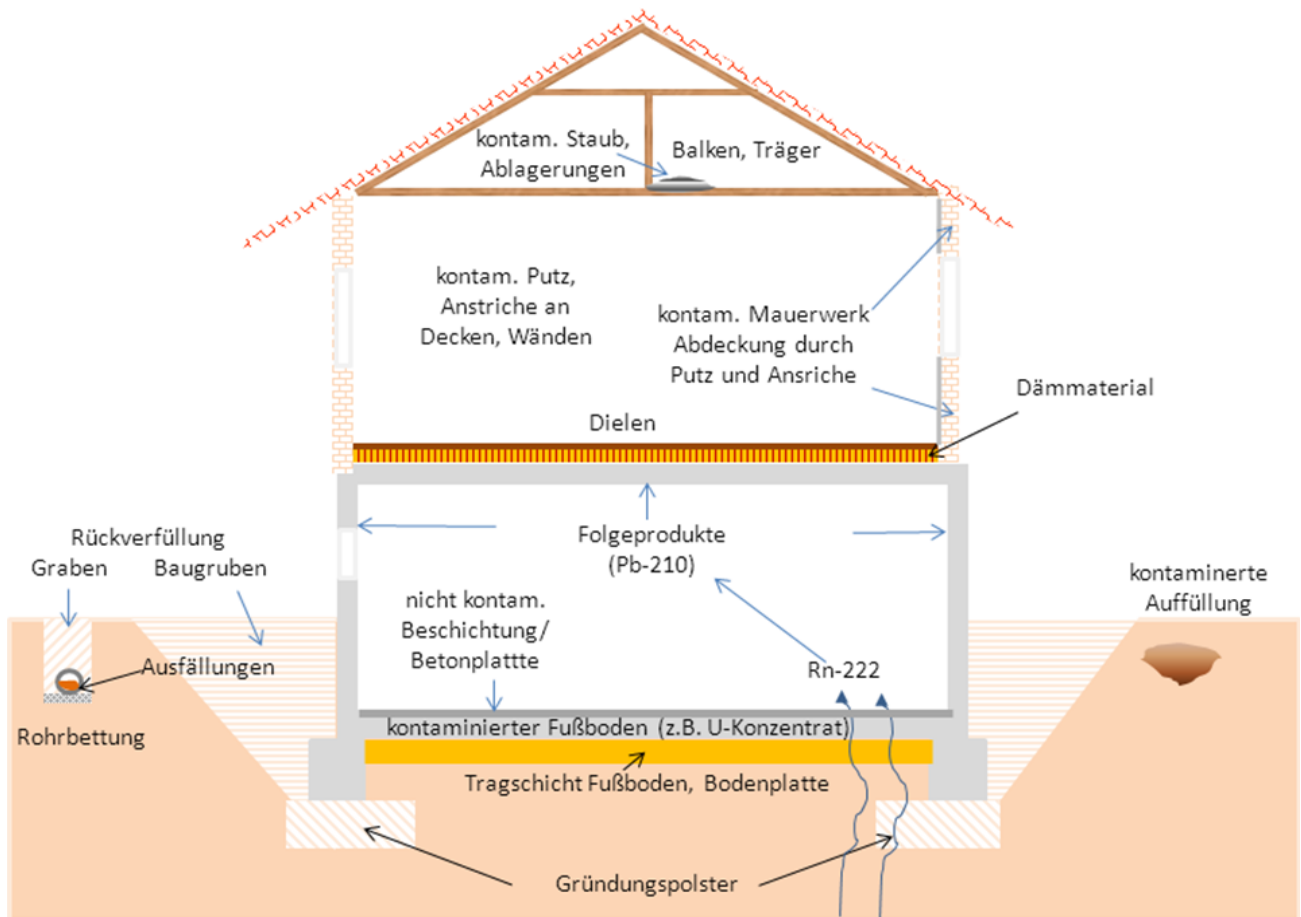 kontam. Staub,
Ablagerungen
Balken, Träger
kontam. Putz,
Anstriche an
Decken, Wänden
kontam. Mauerwerk
Abdeckung durch
Putz und Ansriche
Dämmaterial
Dielen
Rückverfüllung
Graben Baugruben
Folgeprodukte
(Pb-210)
kontaminerte
Auffüllung
nicht kontam.
Beschichtung/
Betonplattte
Ausfällungen
Rn-222
Rohrbettung
kontaminierter Fußboden (z.B. U-Konzentrat)
Tragschicht Fußboden, Bodenplatte
Gründungspolster